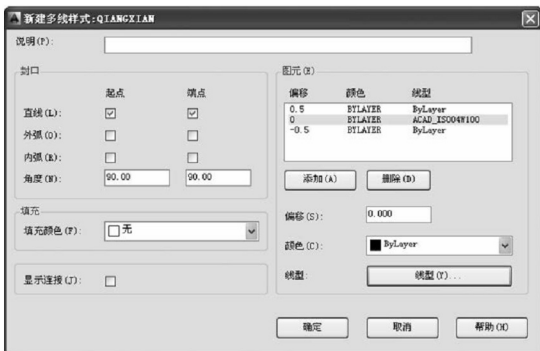 新建多线样式:QIANGXIAN
说明(P):
封口
起点 端点
直线(L):
外弧(O):
内弧(R):
角度(N): 90.00 90.00
填充
填充颜色(F): 无
显示连接(J):
图元(E)
偏移 颜色 线型
0.5 BYLAYER ByLayer
0 BYLAYER ACAD_ISO04W100
-0.5 BYLAYER ByLayer
添加(A) 删除(D)
偏移(S): 0.000
颜色(C): ByLayer
线型: 线型(Y)...
确定 取消 帮助(H)